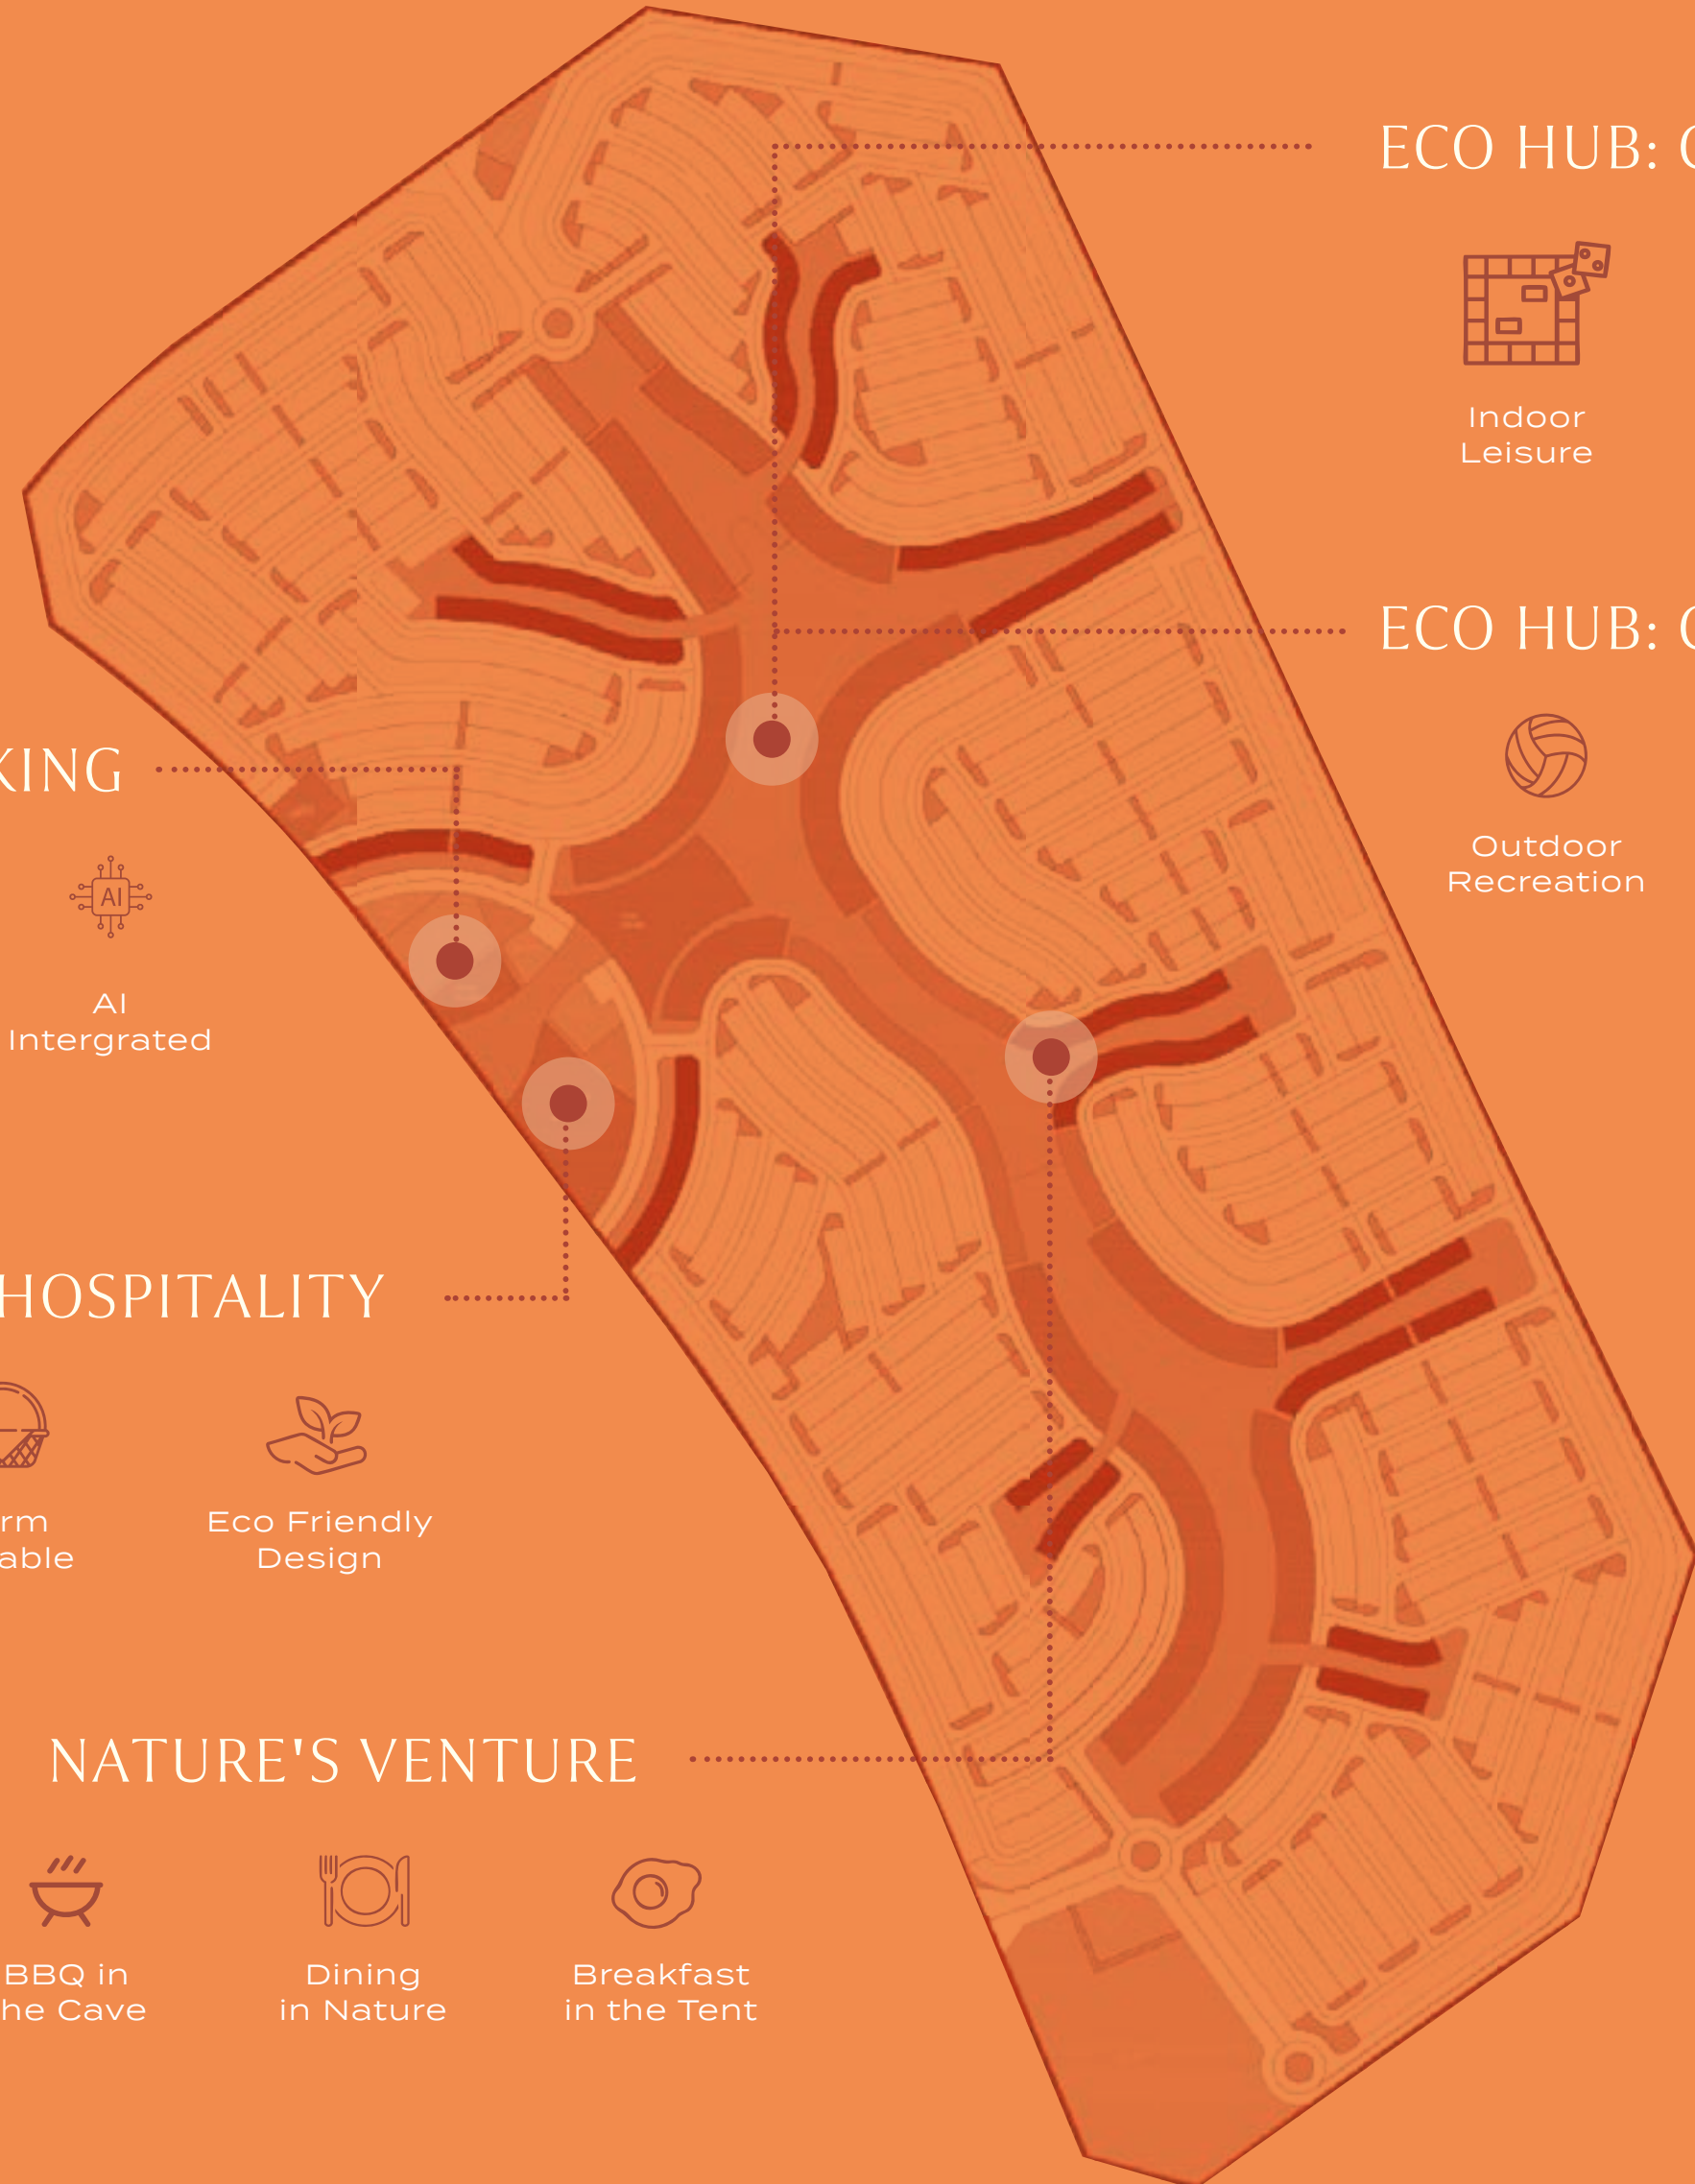 ECO HUB:
Indoor
Leisure
ECO HUB:
Outdoor
Recreation
KING
AI
AI
Intergrated
HOSPITALITY
rm
able
Eco Friendly
Design
NATURE'S VENTURE
BBQ in
he Cave
Dining
in Nature
Breakfast
in the Tent